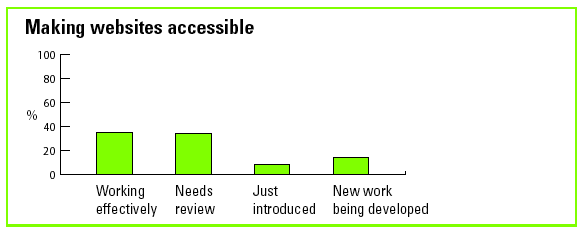 Making websites accessible
100
80
60
%
40
20
0
Working Needs Just New work
effectively review introduced being developed